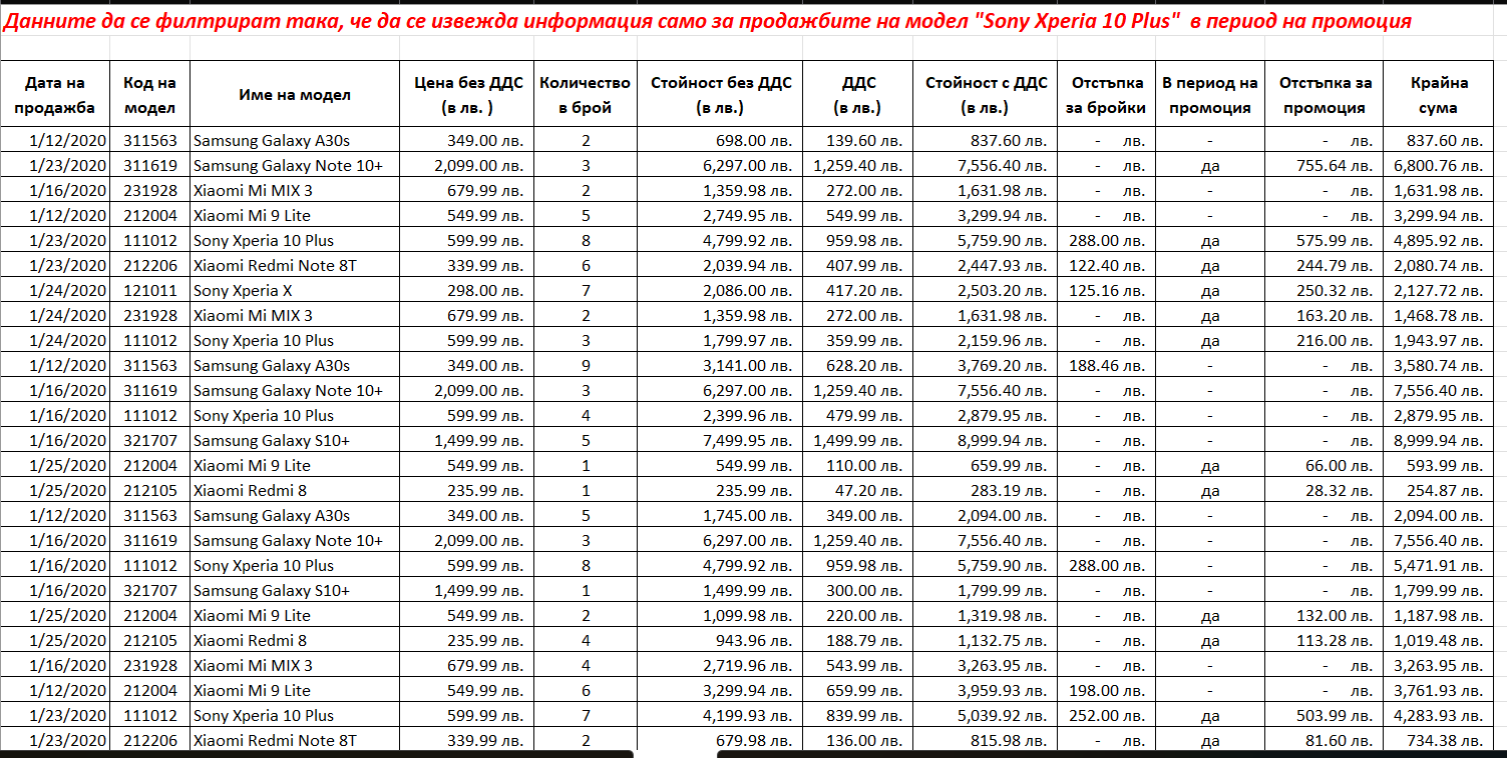 Данните да се филтрират така, че да се извежда информация само за продажбите на модел "Sony Xperia 10 Plus" в период на промоция
Дата на продажба Код на модел Име на модел Цена без ДДС (в лв. ) Количество в брой Стойност без ДДС (в лв.) ДДС (в лв.) Стойност с ДДС (в лв.) Отстъпка за бройки В период на промоция Отстъпка за промоция Крайна сума
1/12/2020 311563 Samsung Galaxy A30s 349.00 лв. 2 698.00 лв. 139.60 лв. 837.60 лв. - лв. - - лв. 837.60 лв.
1/23/2020 311619 Samsung Galaxy Note 10+ 2,099.00 лв. 3 6,297.00 лв. 1,259.40 лв. 7,556.40 лв. - лв. да 755.64 лв. 6,800.76 лв.
1/16/2020 231928 Xiaomi Mi MIX 3 679.99 лв. 2 1,359.98 лв. 272.00 лв. 1,631.98 лв. - лв. - - лв. 1,631.98 лв.
1/12/2020 212004 Xiaomi Mi 9 Lite 549.99 лв. 5 2,749.95 лв. 549.99 лв. 3,299.94 лв. - лв. - - лв. 3,299.94 лв.
1/23/2020 111012 Sony Xperia 10 Plus 599.99 лв. 8 4,799.92 лв. 959.98 лв. 5,759.90 лв. 288.00 лв. да 575.99 лв. 4,895.92 лв.
1/23/2020 212206 Xiaomi Redmi Note 8T 339.99 лв. 6 2,039.94 лв. 407.99 лв. 2,447.93 лв. 122.40 лв. да 244.79 лв. 2,080.74 лв.
1/24/2020 121011 Sony Xperia X 298.00 лв. 7 2,086.00 лв. 417.20 лв. 2,503.20 лв. 125.16 лв. да 250.32 лв. 2,127.72 лв.
1/24/2020 231928 Xiaomi Mi MIX 3 679.99 лв. 2 1,359.98 лв. 272.00 лв. 1,631.98 лв. - лв. да 163.20 лв. 1,468.78 лв.
1/24/2020 111012 Sony Xperia 10 Plus 599.99 лв. 3 1,799.97 лв. 359.99 лв. 2,159.96 лв. - лв. да 216.00 лв. 1,943.97 лв.
1/12/2020 311563 Samsung Galaxy A30s 349.00 лв. 9 3,141.00 лв. 628.20 лв. 3,769.20 лв. 188.46 лв. - - лв. 3,580.74 лв.
1/16/2020 311619 Samsung Galaxy Note 10+ 2,099.00 лв. 3 6,297.00 лв. 1,259.40 лв. 7,556.40 лв. - лв. - - лв. 7,556.40 лв.
1/16/2020 111012 Sony Xperia 10 Plus 599.99 лв. 4 2,399.96 лв. 479.99 лв. 2,879.95 лв. - лв. - - лв. 2,879.95 лв.
1/16/2020 321707 Samsung Galaxy S10+ 1,499.99 лв. 5 7,499.95 лв. 1,499.99 лв. 8,999.94 лв. - лв. - - лв. 8,999.94 лв.
1/25/2020 212004 Xiaomi Mi 9 Lite 549.99 лв. 1 549.99 лв. 110.00 лв. 659.99 лв. - лв. да 66.00 лв. 593.99 лв.
1/25/2020 212105 Xiaomi Redmi 8 235.99 лв. 1 235.99 лв. 47.20 лв. 283.19 лв. - лв. да 28.32 лв. 254.87 лв.
1/12/2020 311563 Samsung Galaxy A30s 349.00 лв. 5 1,745.00 лв. 349.00 лв. 2,094.00 лв. - лв. - - лв. 2,094.00 лв.
1/16/2020 311619 Samsung Galaxy Note 10+ 2,099.00 лв. 3 6,297.00 лв. 1,259.40 лв. 7,556.40 лв. - лв. - - лв. 7,556.40 лв.
1/16/2020 111012 Sony Xperia 10 Plus 599.99 лв. 8 4,799.92 лв. 959.98 лв. 5,759.90 лв. 288.00 лв. - - лв. 5,471.91 лв.
1/16/2020 321707 Samsung Galaxy S10+ 1,499.99 лв. 1 1,499.99 лв. 300.00 лв. 1,799.99 лв. - лв. - - лв. 1,799.99 лв.
1/25/2020 212004 Xiaomi Mi 9 Lite 549.99 лв. 2 1,099.98 лв. 220.00 лв. 1,319.98 лв. - лв. да 132.00 лв. 1,187.98 лв.
1/25/2020 212105 Xiaomi Redmi 8 235.99 лв. 4 943.96 лв. 188.79 лв. 1,132.75 лв. - лв. да 113.28 лв. 1,019.48 лв.
1/16/2020 231928 Xiaomi Mi MIX 3 679.99 лв. 4 2,719.96 лв. 543.99 лв. 3,263.95 лв. - лв. - - лв. 3,263.95 лв.
1/12/2020 212004 Xiaomi Mi 9 Lite 549.99 лв. 6 3,299.94 лв. 659.99 лв. 3,959.93 лв. 198.00 лв. - - лв. 3,761.93 лв.
1/23/2020 111012 Sony Xperia 10 Plus 599.99 лв. 7 4,199.93 лв. 839.99 лв. 5,039.92 лв. 252.00 лв. да 503.99 лв. 4,283.93 лв.
1/23/2020 212206 Xiaomi Redmi Note 8T 339.99 лв. 2 679.98 лв. 136.00 лв. 815.98 лв. - лв. да 81.60 лв. 734.38 лв.